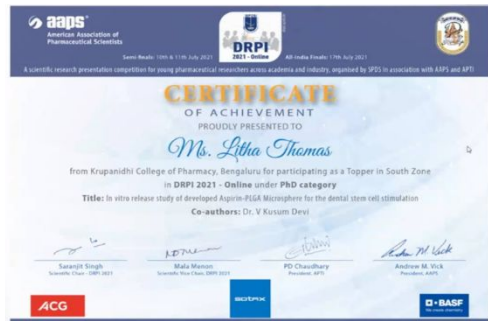 aaps
American Association of
Pharmaceutical Scientists
DRPI
2021 - Online
Semi-finals: 10th & 11th July 2021
All-India Finals: 17th July 2021
A scientific research presentation competition for young pharmaceutical researchers across academia and industry, organised by SPDS in association with AAPS and APTI
CERTIFICATE
OF ACHIEVEMENT
PROUDLY PRESENTED TO
Ms. Litha Thomas
from Krupanidhi College of Pharmacy, Bengaluru for participating as a Topper in South Zone
in DRPI 2021 - Online under PhD category
Title: In vitro release study of developed Aspirin-PLGA Microsphere for the dental stem cell stimulation
Co-authors: Dr. V Kusum Devi
Saranjit Singh
Scientific Chair - DRPI 2021
Mala Menon
Scientific Vice Chair, DRPI 2021
PD Chaudhary
President, APTI
Andrew M. Vick
President, AAPS
ACG
SOTAX
BASF
We create chemistry